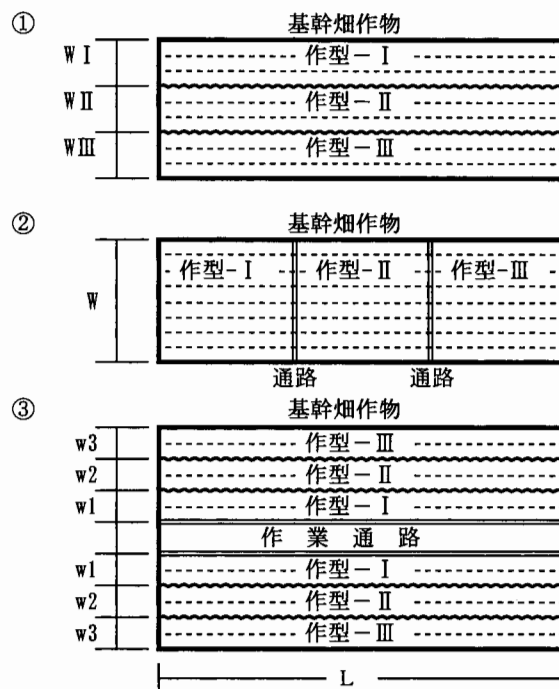 ①
基幹畑作物
WⅠ
作型－Ⅰ
WⅡ
作型－Ⅱ
WⅢ
作型－Ⅲ
②
基幹畑作物
作型-Ⅰ 作型-Ⅱ 作型-Ⅲ
W
通路 通路
③
基幹畑作物
w3 作型－Ⅲ
w2 作型－Ⅱ
w1 作型－Ⅰ
作業通路
w1 作型－Ⅰ
w2 作型－Ⅱ
w3 作型－Ⅲ
L